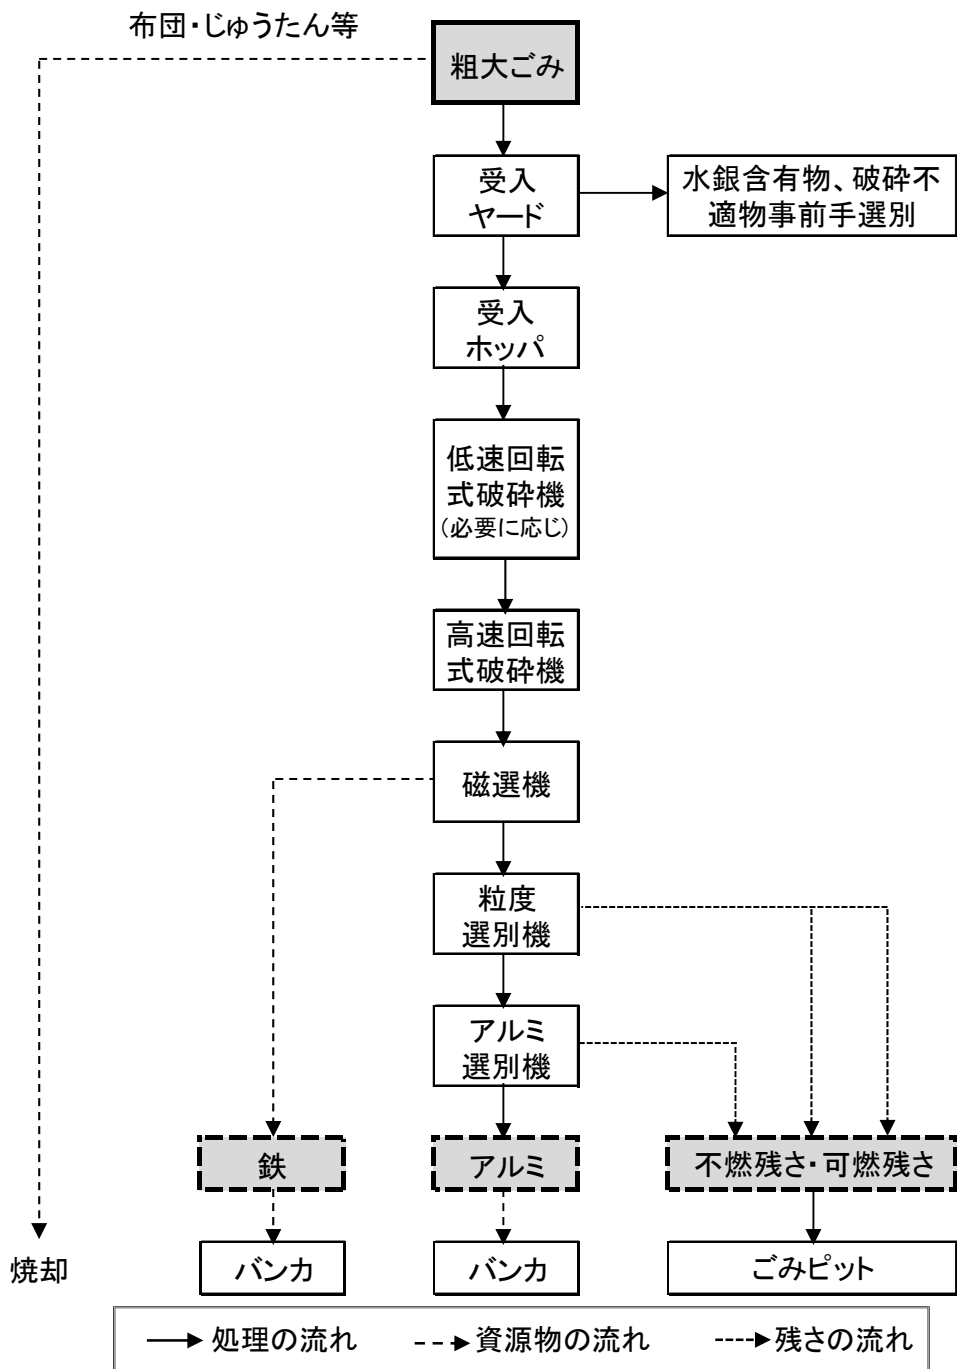 布団・じゅうたん等
粗大ごみ
受入
ヤード
水銀含有物、破砕不
適物事前手選別
受入
ホッパ
低速回転
式破砕機
(必要に応じ)
高速回転
式破砕機
磁選機
粒度
選別機
アルミ
選別機
鉄
アルミ
不燃残さ・可燃残さ
焼却
バンカ
バンカ
ごみピット
処理の流れ
資源物の流れ
残さの流れ